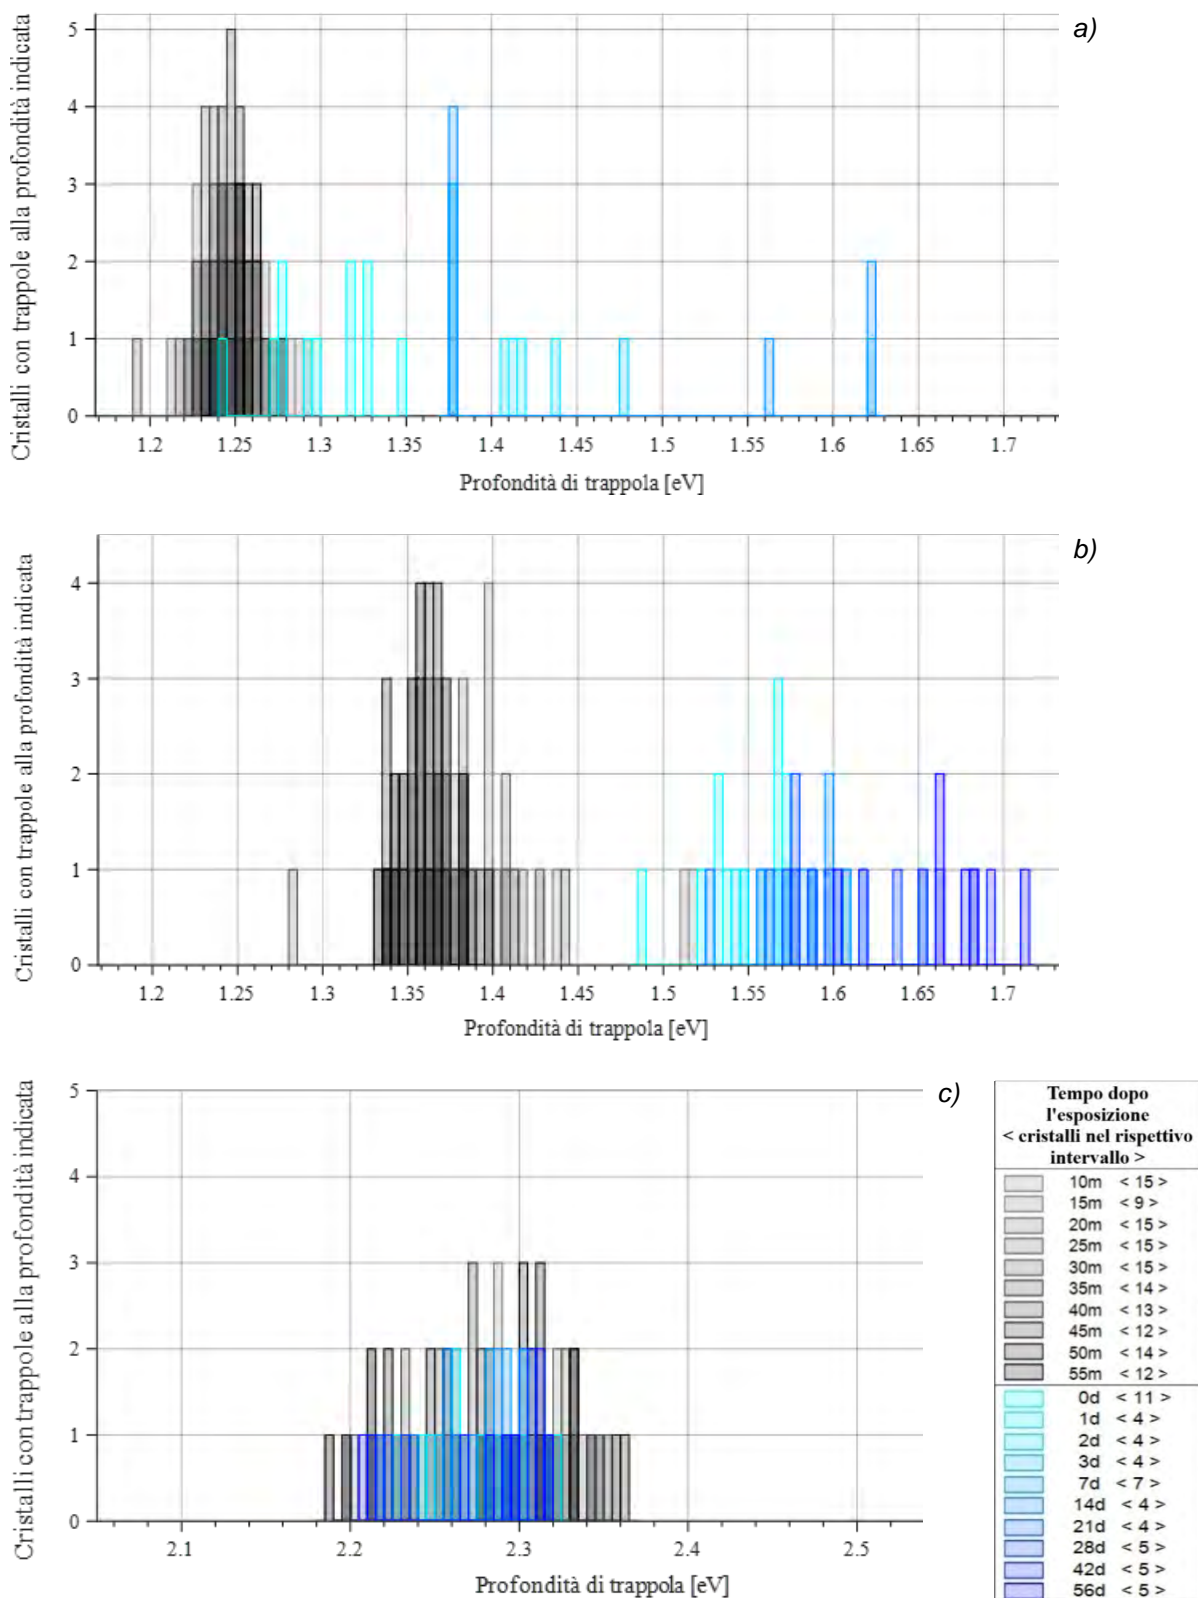 a)
Cristalli con trappole alla profondità indicata
5
4
3
2
1
0
1.2 1.25 1.3 1.35 1.4 1.45 1.5 1.55 1.6 1.65 1.7
Profondità di trappola [eV]
b)
Cristalli con trappole alla profondità indicata
4
3
2
1
0
1.2 1.25 1.3 1.35 1.4 1.45 1.5 1.55 1.6 1.65 1.7
Profondità di trappola [eV]
c)
Cristalli con trappole alla profondità indicata
5
4
3
2
1
0
2.1 2.2 2.3 2.4 2.5
Profondità di trappola [eV]
Tempo dopo
l'esposizione
< cristalli nel rispettivo
intervallo >
10m < 15 >
15m < 9 >
20m < 15 >
25m < 15 >
30m < 15 >
35m < 14 >
40m < 13 >
45m < 12 >
50m < 14 >
55m < 12 >
0d < 11 >
1d < 4 >
2d < 4 >
3d < 4 >
7d < 7 >
14d < 4 >
21d < 4 >
28d < 5 >
42d < 5 >
56d < 5 >